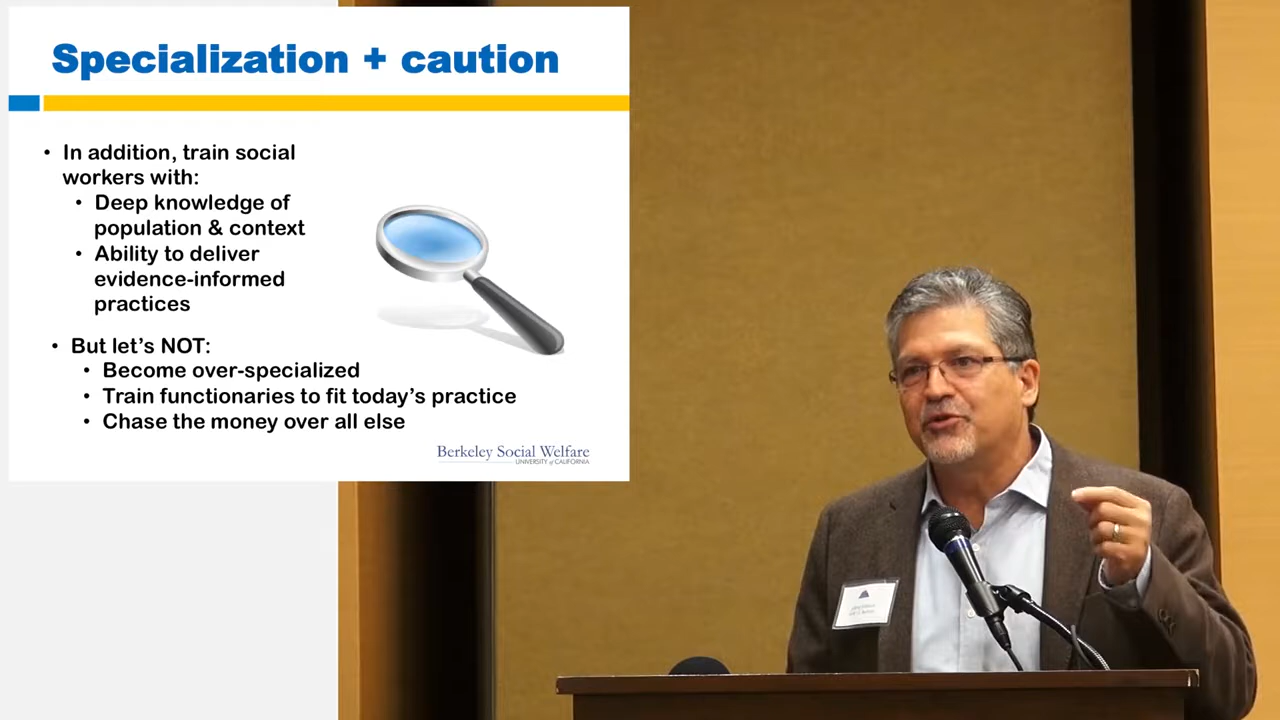 Specialization + caution
• In addition, train social
workers with:
• Deep knowledge of
population & context
• Ability to deliver
evidence-informed
practices
• But let's NOT:
• Become over-specialized
• Train functionaries to fit today's practice
• Chase the money over all else
Berkeley Social Welfare
UNIVERSITY of CALIFORNIA